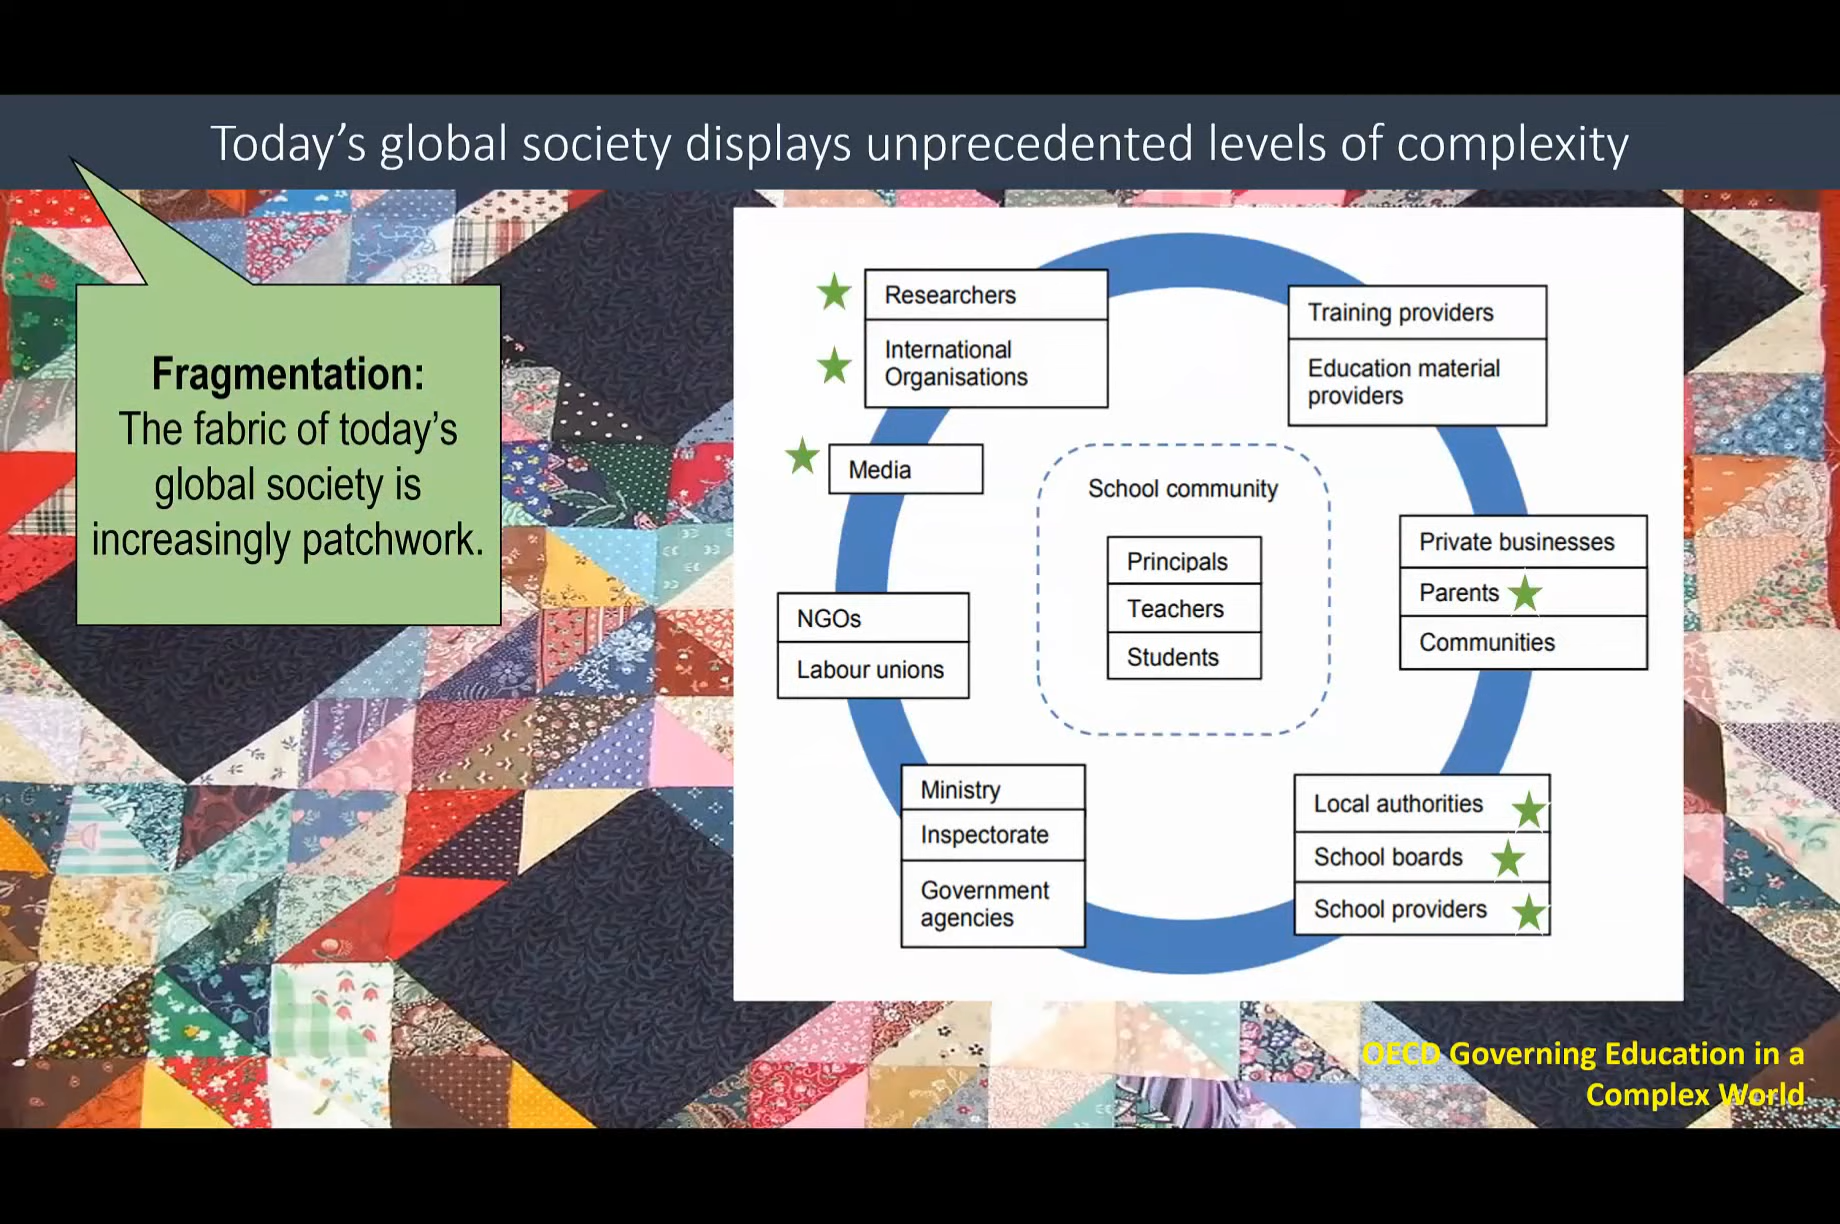 Today's global society displays unprecedented levels of complexity
Fragmentation:
The fabric of today's
global society is
increasingly patchwork.
Researchers
International
Organisations
Media
NGOs
Labour unions
Ministry
Inspectorate
Government
agencies
School community
Principals
Teachers
Students
Training providers
Education material
providers
Private businesses
Parents
Communities
Local authorities
School boards
School providers
OECD Governing Education in a
Complex World